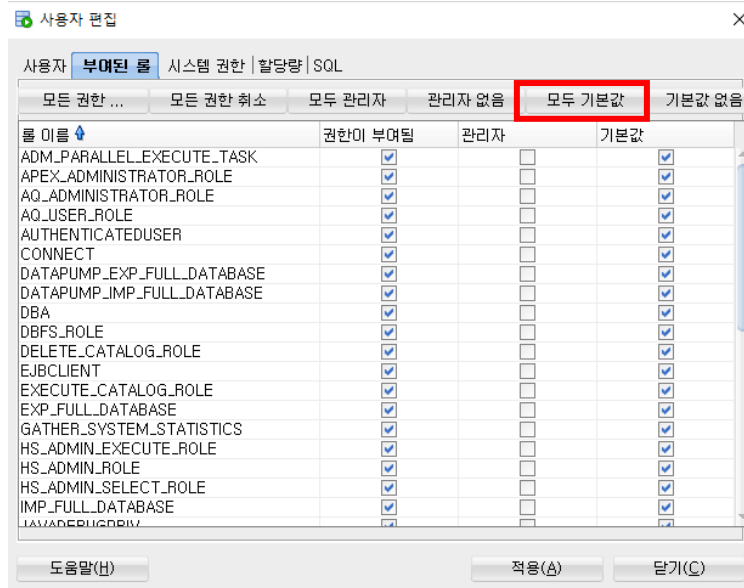 사용자 편집
사용자 부여된 롤 시스템 권한 할당량 SQL
모든 권한 ... 모든 권한 취소 모두 관리자 관리자 없음 모두 기본값 기본값 없음
롤 이름 권한이 부여됨 관리자 기본값
ADM_PARALLEL_EXECUTE_TASK
APEX_ADMINISTRATOR_ROLE
AQ_ADMINISTRATOR_ROLE
AQ_USER_ROLE
AUTHENTICATEDUSER
CONNECT
DATAPUMP_EXP_FULL_DATABASE
DATAPUMP_IMP_FULL_DATABASE
DBA
DBFS_ROLE
DELETE_CATALOG_ROLE
EJBCLIENT
EXECUTE_CATALOG_ROLE
EXP_FULL_DATABASE
GATHER_SYSTEM_STATISTICS
HS_ADMIN_EXECUTE_ROLE
HS_ADMIN_ROLE
HS_ADMIN_SELECT_ROLE
IMP_FULL_DATABASE
JAVADEBUGPRIV
도움말(H) 적용(A) 닫기(C)